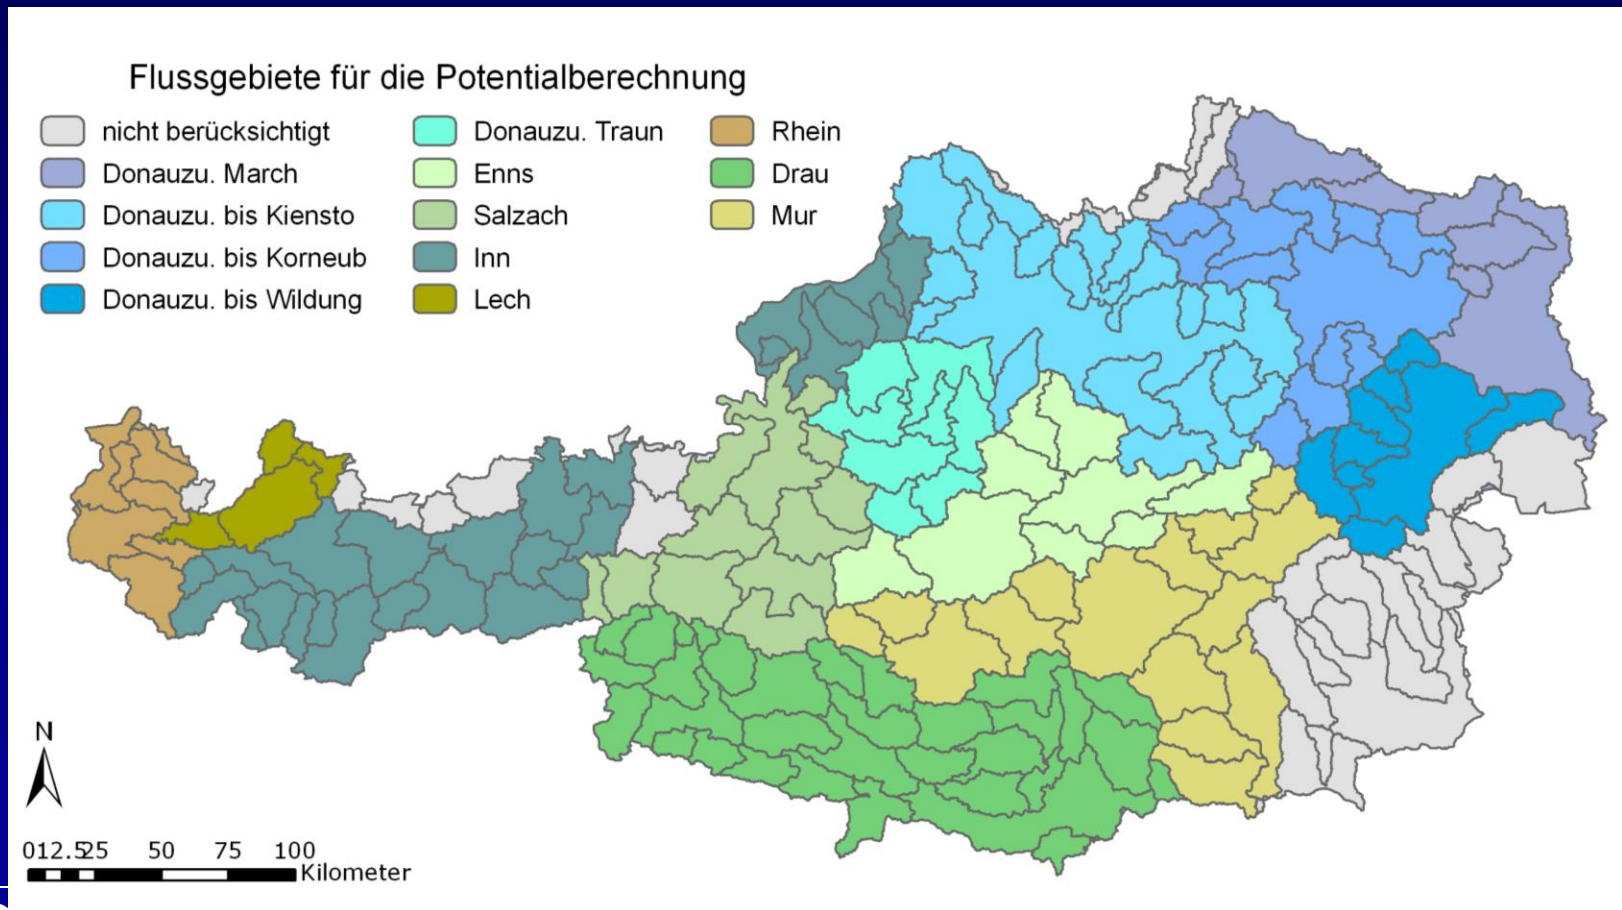 Flussgebiete für die Potentialberechnung
nicht berücksichtigt
Donauzu. March
Donauzu. bis Kiensto
Donauzu. bis Korneub
Donauzu. bis Wildung
Donauzu. Traun
Enns
Salzach
Inn
Lech
Rhein
Drau
Mur
N
012.525 50 75 100
Kilometer